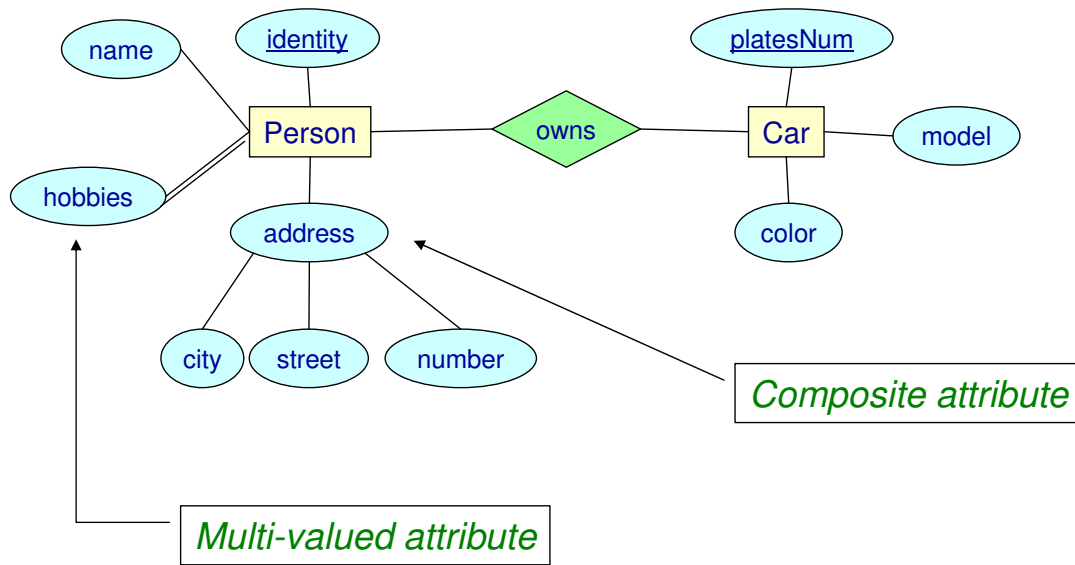 identity
platesNum
name
Person
owns
Car
model
hobbies
address
color
city
street
number
Composite attribute
Multi-valued attribute